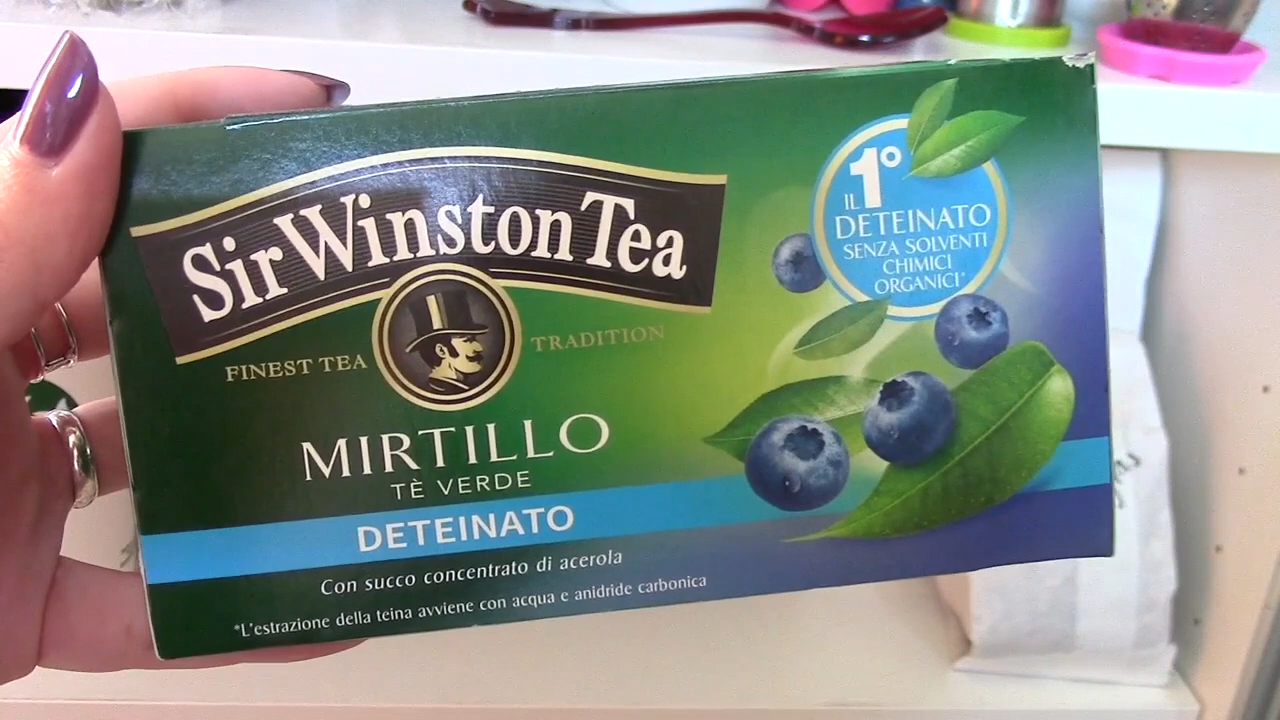 Sir Winston Tea
FINEST TEA TRADITION
MIRTILLO
TÈ VERDE
DETEINATO
Con succo concentrato di acerola
*L'estrazione della teina avviene con acqua e anidride carbonica
IL 1°
DETEINATO
SENZA SOLVENTI
CHIMICI
ORGANICI*